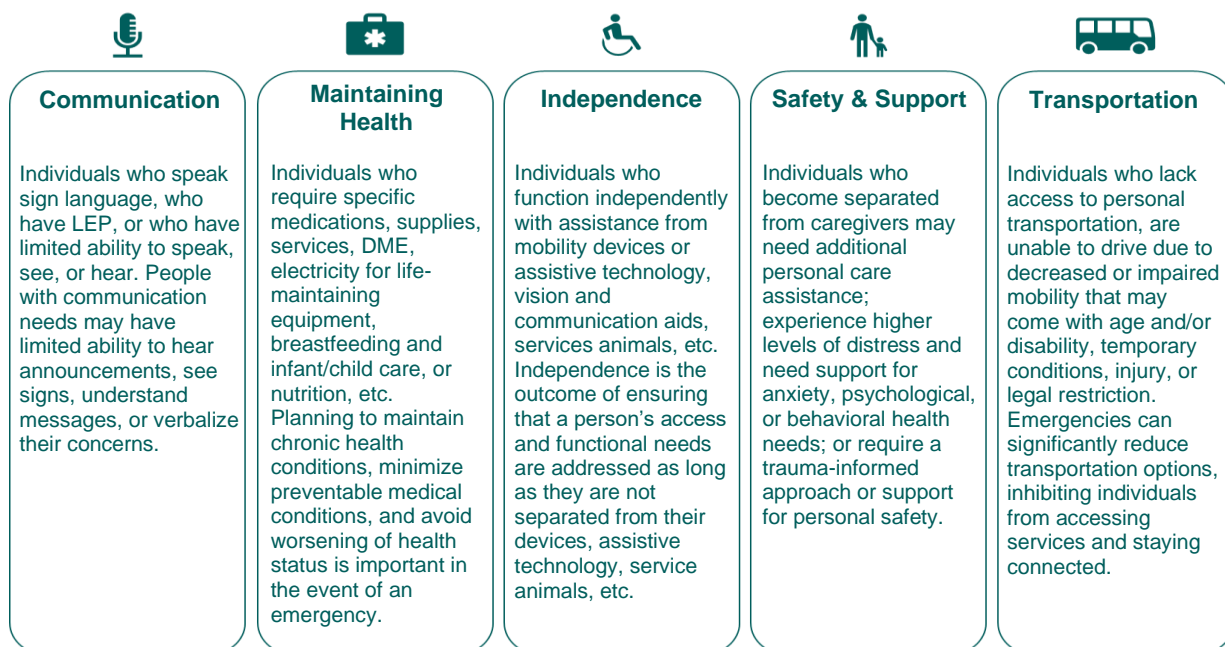 Communication
Individuals who speak
sign language, who
have LEP, or who have
limited ability to speak,
see, or hear. People
with communication
needs may have
limited ability to hear
announcements, see
signs, understand
messages, or verbalize
their concerns.
Maintaining
Health
Individuals who
require specific
medications, supplies,
services, DME,
electricity for life-
maintaining
equipment,
breastfeeding and
infant/child care, or
nutrition, etc.
Planning to maintain
chronic health
conditions, minimize
preventable medical
conditions, and avoid
worsening of health
status is important in
the event of an
emergency.
Independence
Individuals who
function independently
with assistance from
mobility devices or
assistive technology,
vision and
communication aids,
services animals, etc.
Independence is the
outcome of ensuring
that a person’s access
and functional needs
are addressed as long
as they are not
separated from their
devices, assistive
technology, service
animals, etc.
Safety & Support
Individuals who
become separated
from caregivers may
need additional
personal care
assistance;
experience higher
levels of distress and
need support for
anxiety, psychological,
or behavioral health
needs; or require a
trauma-informed
approach or support
for personal safety.
Transportation
Individuals who lack
access to personal
transportation, are
unable to drive due to
decreased or impaired
mobility that may
come with age and/or
disability, temporary
conditions, injury, or
legal restriction.
Emergencies can
significantly reduce
transportation options,
inhibiting individuals
from accessing
services and staying
connected.